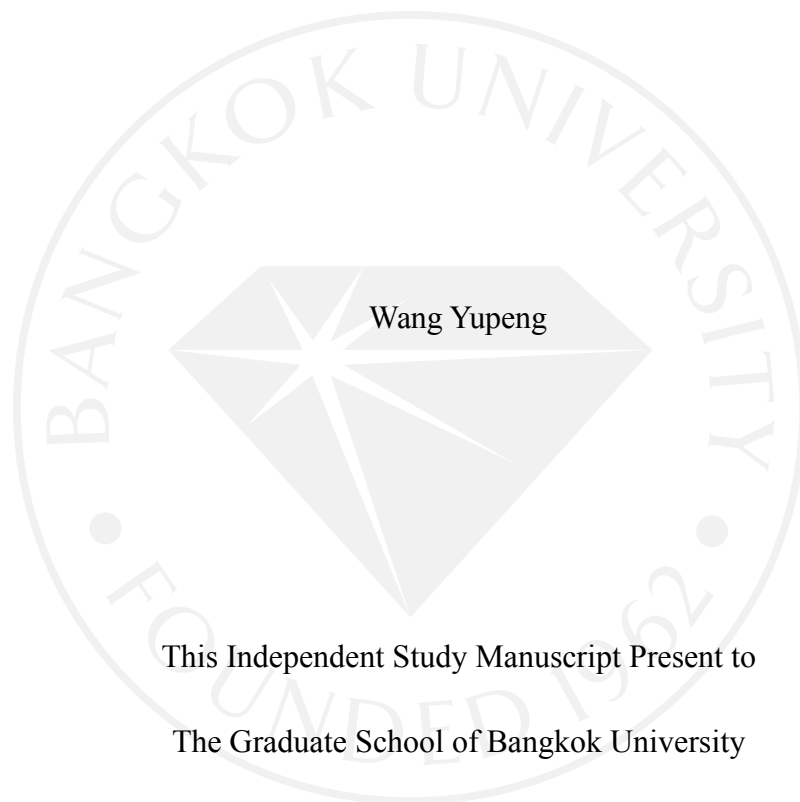 Wang Yupeng
This Independent Study Manuscript Present to
The Graduate School of Bangkok University
BANGKOK UNIVERSITY
FOUNDED 1962